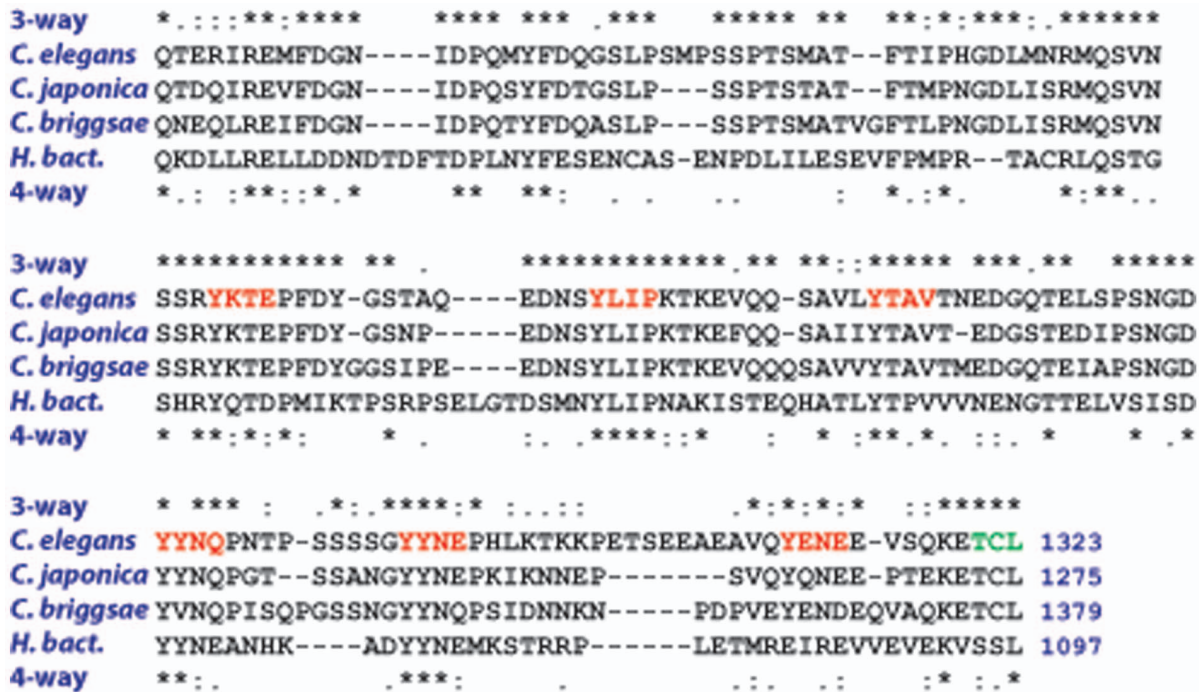 3-way *.:::**:**** **** *** .*** ***** ** **:*:***:.******
C. elegans QTERIREMFDGN----IDPQMYFDQGSLPSMPSSPTSMAT--FTIPHGDLMNRMQSVN
C. japonica QTDQIREVFDGN----IDPQSYFDTGSLP---SSPTSTAT--FTMPNGDLISRMQSVN
C. briggsae QNEQLREIFDGN----IDPQTYFDQASLP---SSPTSMATVGFTLPNGDLISRMQSVN
H. bact. QKDLLRELLDDNDTDFTDPLNYFESENCAS-ENPDLILESEVFPMPR--TACRLQSTG
4-way *.: :**::*.* ** **: . . .. : *.:*. *:**..
3-way *********** ** . ************.** **::***** ***.** *****
C. elegans SSRYKTEPFDY-GSTAQ----EDNSYLIPKTKEVQQ-SAVLYTAVTNEDGQTELSPSNGD
C. japonica SSRYKTEPFDYGSNP-----EDNSYLIPKTKEFQQ-SAIIYTAVT-EDGSTEDIPSNGD
C. briggsae SSRYKTEPFDYGGSIPE----EDNSYLIPKTKEVQQQSAVVYTAVTMEDGQTEIAPSNGD
H. bact. SHRYQTDPMIKTPSRPSELGTDSMNYLIPNAKISTEQHATLYTPVVVNENGTTELVSISD
4-way * **:*:*: * . :. .****::* : * :**.*. ::. * * .*
3-way * *** : .*:.****:* :..:: .*:*:*:* ::*****
C. elegans YYNQPNTP-SSSSGYYNEPHLKTKKPETSEEAEAVQYENEE-VSQKETCL 1323
C. japonica YYNQPGT--SSANGYYNEPKIKNNEP-------SVQYQNEE-PTEKETCL 1275
C. briggsae YVNQPISQPGSSNGYYNQPSIDNNKN------PDPVEYENDEQVAQKETCL 1379
H. bact. YYNEANHK----ADYYNEMKSTRRP------LETMREIREVVEVEKVSSL 1097
4-way **:. .***: . .:. :. :* .*